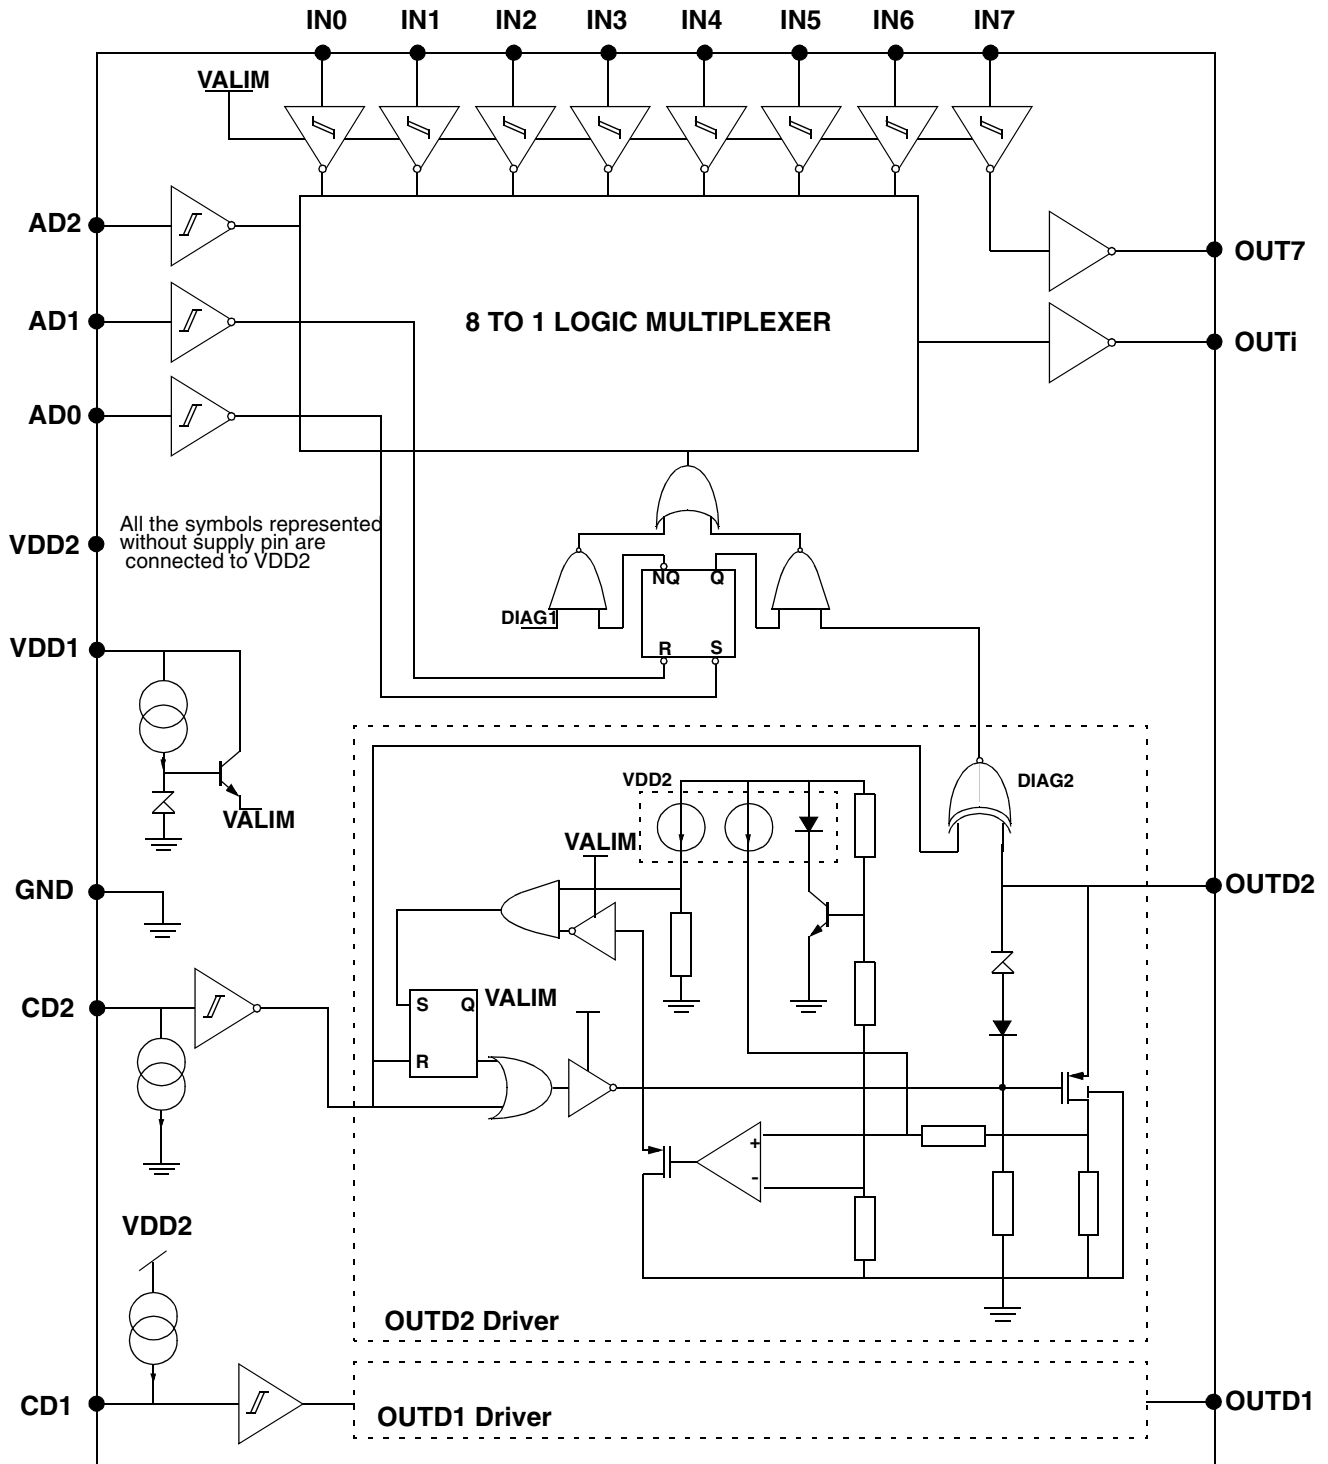 IN0 IN1 IN2 IN3 IN4 IN5 IN6 IN7
VALIM
AD2
OUT7
AD1
8 TO 1 LOGIC MULTIPLEXER
OUTi
AD0
All the symbols represented
without supply pin are
connected to VDD2
VDD2
NQ Q
DIAG1
R S
VDD1
VDD2
DIAG2
VALIM
VALIM
GND
OUTD2
CD2
S Q
VALIM
R
+
-
VDD2
OUTD2 Driver
CD1
OUTD1 Driver
OUTD1